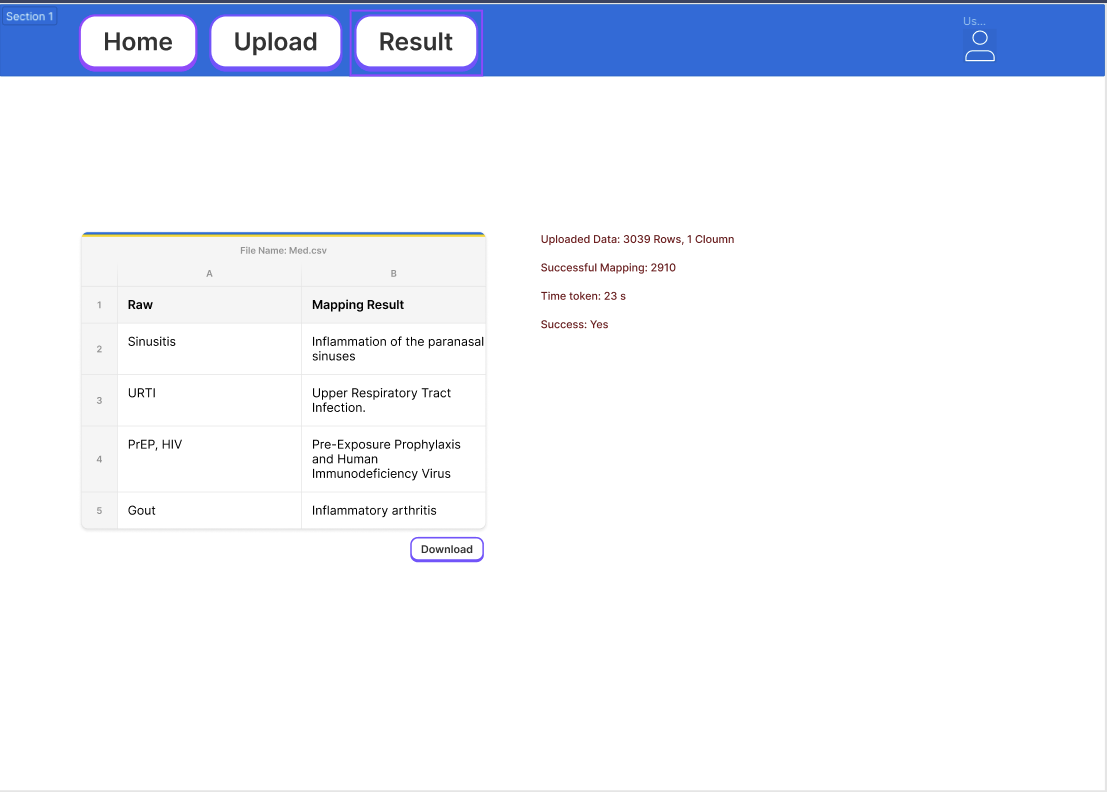 Section 1
Home
Upload
Result
Us...
File Name: Med.csv
A
B
1
Raw
Mapping Result
2
Sinusitis
Inflammation of the paranasal
sinuses
3
URTI
Upper Respiratory Tract
Infection.
4
PrEP, HIV
Pre-Exposure Prophylaxis
and Human
Immunodeficiency Virus
5
Gout
Inflammatory arthritis
Download
Uploaded Data: 3039 Rows, 1 Cloumn
Successful Mapping: 2910
Time token: 23 s
Success: Yes